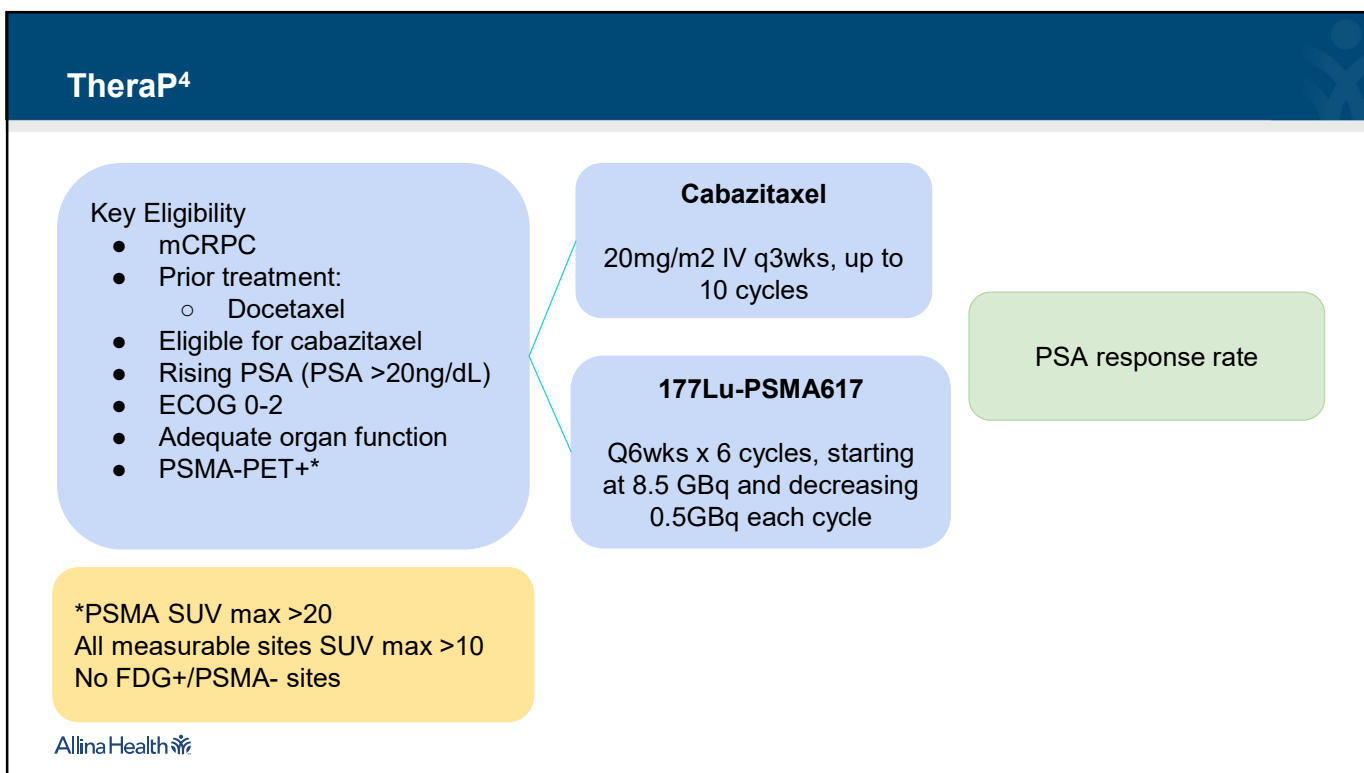 TheraP⁴
Key Eligibility
● mCRPC
● Prior treatment:
○ Docetaxel
● Eligible for cabazitaxel
● Rising PSA (PSA >20ng/dL)
● ECOG 0-2
● Adequate organ function
● PSMA-PET+*
Cabazitaxel
20mg/m2 IV q3wks, up to
10 cycles
177Lu-PSMA617
Q6wks x 6 cycles, starting
at 8.5 GBq and decreasing
0.5GBq each cycle
PSA response rate
*PSMA SUV max >20
All measurable sites SUV max >10
No FDG+/PSMA- sites
Allina Health